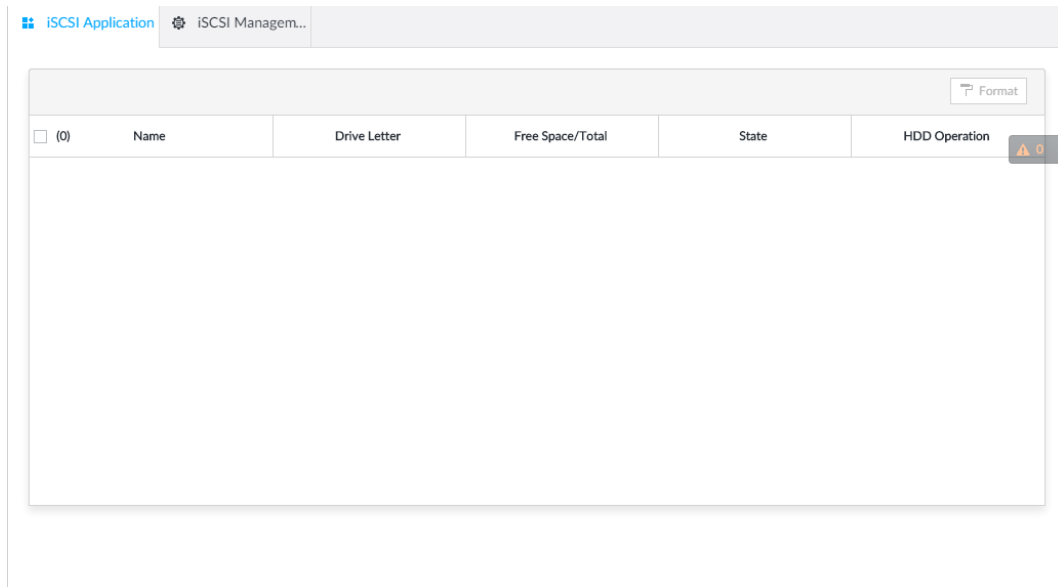 iSCSI Application iSCSI Managem...
Format
(0) Name Drive Letter Free Space/Total State HDD Operation
0